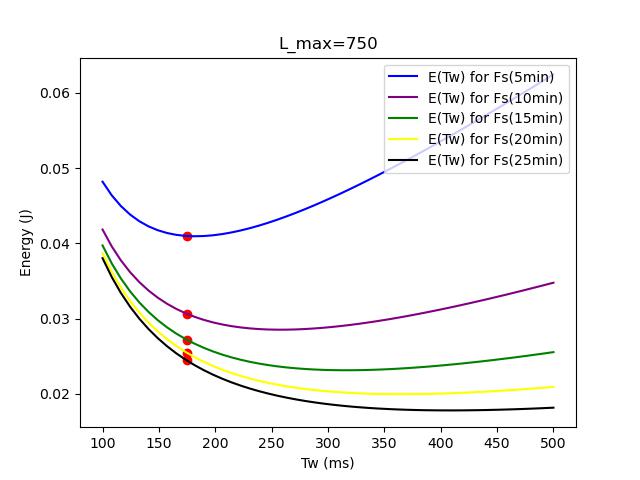 L_max=750
E(Tw) for Fs(5min)
E(Tw) for Fs(10min)
E(Tw) for Fs(15min)
E(Tw) for Fs(20min)
E(Tw) for Fs(25min)
Energy (J)
0.06
0.05
0.04
0.03
0.02
100 150 200 250 300 350 400 450 500
Tw (ms)